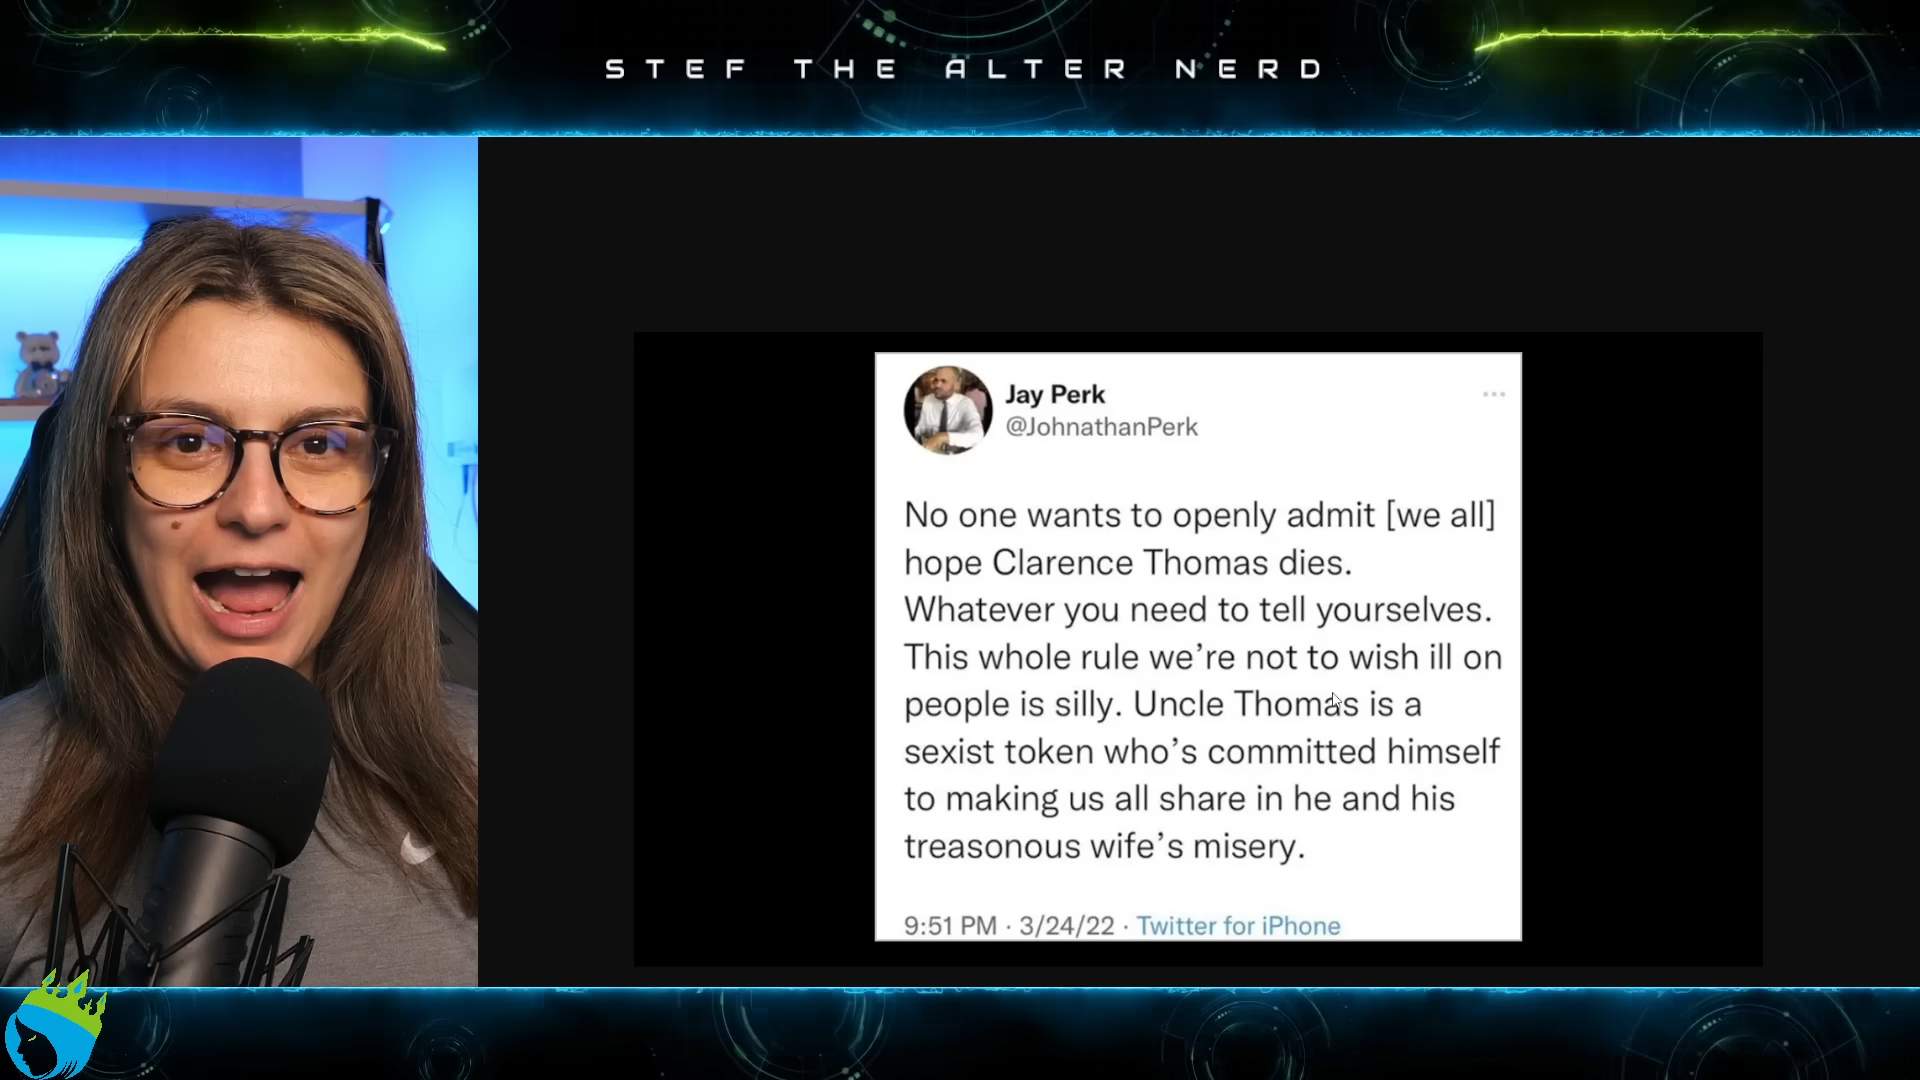 STEF THE ALTER NERD
Jay Perk
@JohnathanPerk
No one wants to openly admit [we all]
hope Clarence Thomas dies.
Whatever you need to tell yourselves.
This whole rule we're not to wish ill on
people is silly. Uncle Thomas is a
sexist token who's committed himself
to making us all share in he and his
treasonous wife's misery.
9:51 PM · 3/24/22 · Twitter for iPhone